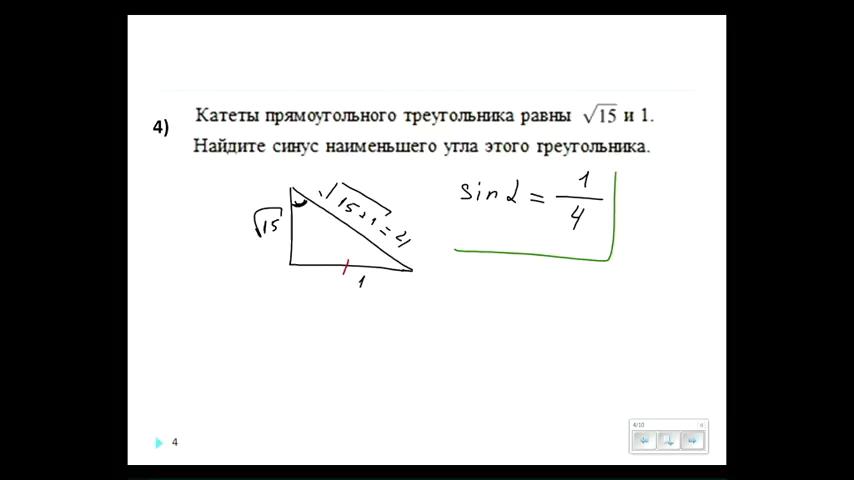 4) Катеты прямоугольного треугольника равны √15 и 1.
Найдите синус наименьшего угла этого треугольника.
sin α = 1/4
√15
√15+1 = 4
1
4
4/10